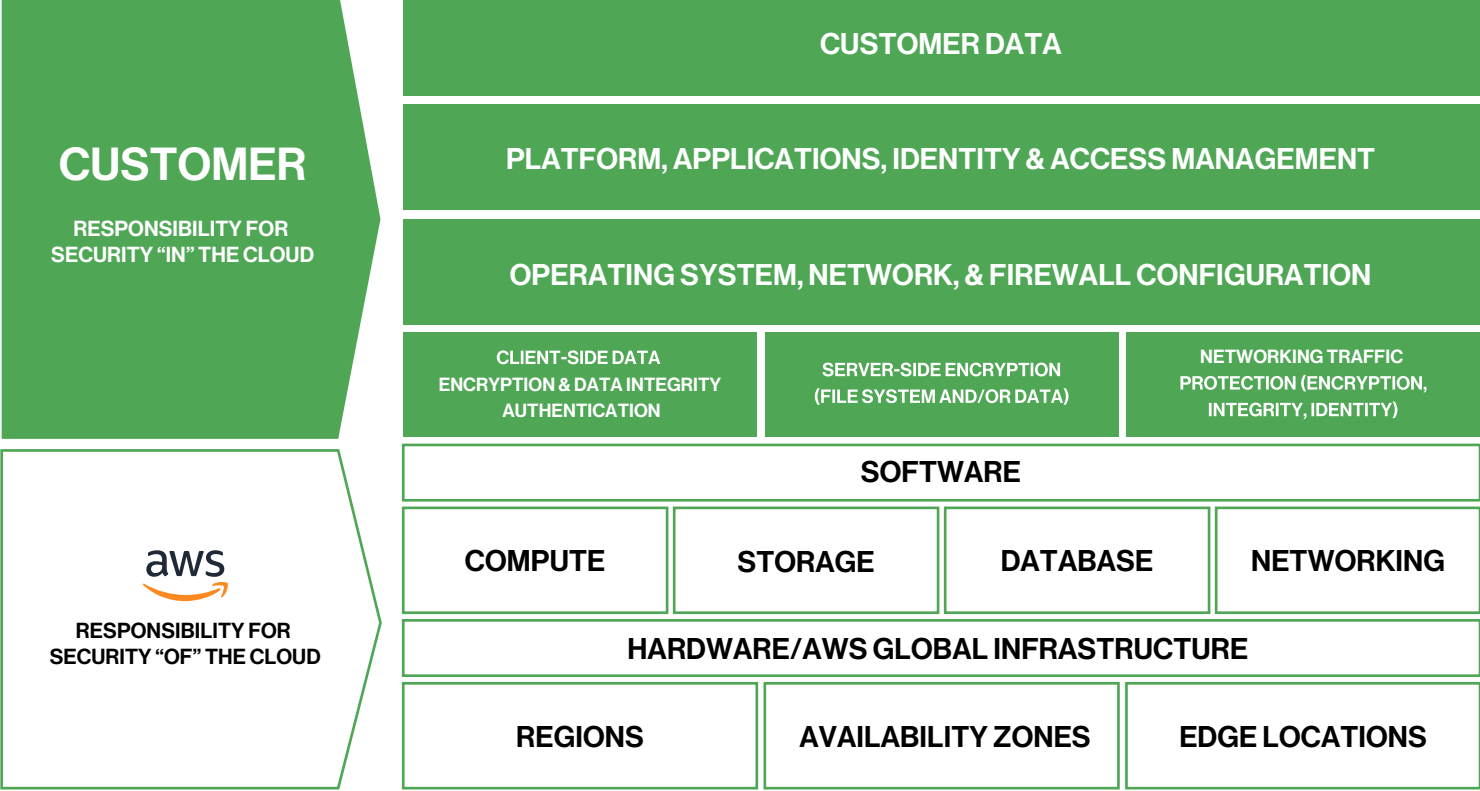 CUSTOMER
RESPONSIBILITY FOR
SECURITY “IN” THE CLOUD
CUSTOMER DATA
PLATFORM, APPLICATIONS, IDENTITY & ACCESS MANAGEMENT
OPERATING SYSTEM, NETWORK, & FIREWALL CONFIGURATION
CLIENT-SIDE DATA
ENCRYPTION & DATA INTEGRITY
AUTHENTICATION
SERVER-SIDE ENCRYPTION
(FILE SYSTEM AND/OR DATA)
NETWORKING TRAFFIC
PROTECTION (ENCRYPTION,
INTEGRITY, IDENTITY)
aws
RESPONSIBILITY FOR
SECURITY “OF” THE CLOUD
SOFTWARE
COMPUTE
STORAGE
DATABASE
NETWORKING
HARDWARE/AWS GLOBAL INFRASTRUCTURE
REGIONS
AVAILABILITY ZONES
EDGE LOCATIONS